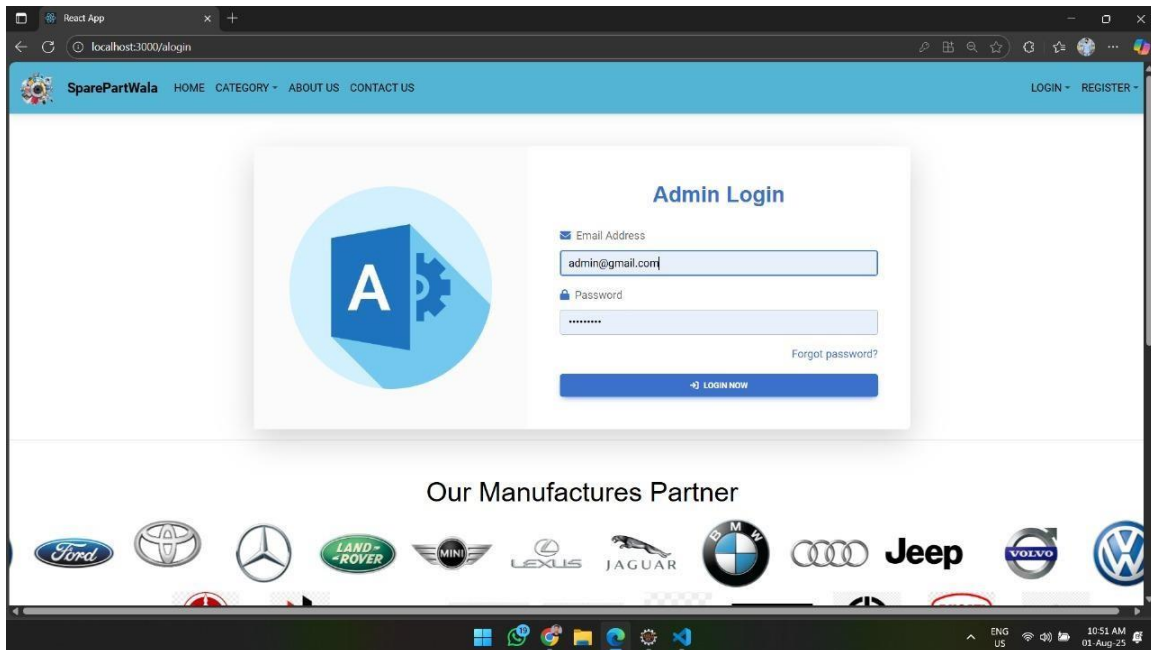 React App
localhost:3000/alogin
SparePartWala HOME CATEGORY ABOUT US CONTACT US LOGIN REGISTER
A
Admin Login
Email Address
admin@gmail.com
Password
•••••••••
Forgot password?
LOGIN NOW
Our Manufactures Partner
Ford
LAND-
-ROVER
MINI
LEXUS
JAGUAR
BMW
Jeep
VOLVO
19
ENG
US
10:51 AM
01-Aug-25